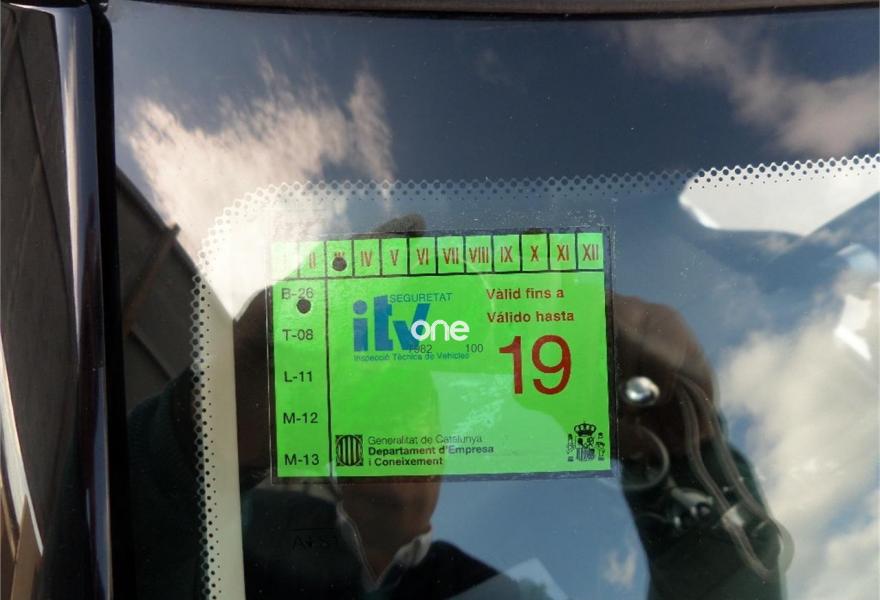 I II III IV V VI VII VIII IX X XI XII
B-26
T-08
L-11
M-12
M-13
SEGURETAT
itv
one
1982 100
Inspecció Tècnica de Vehicles
Vàlid fins a
Válido hasta
19
Generalitat de Catalunya
Departament d'Empresa
i Coneixement